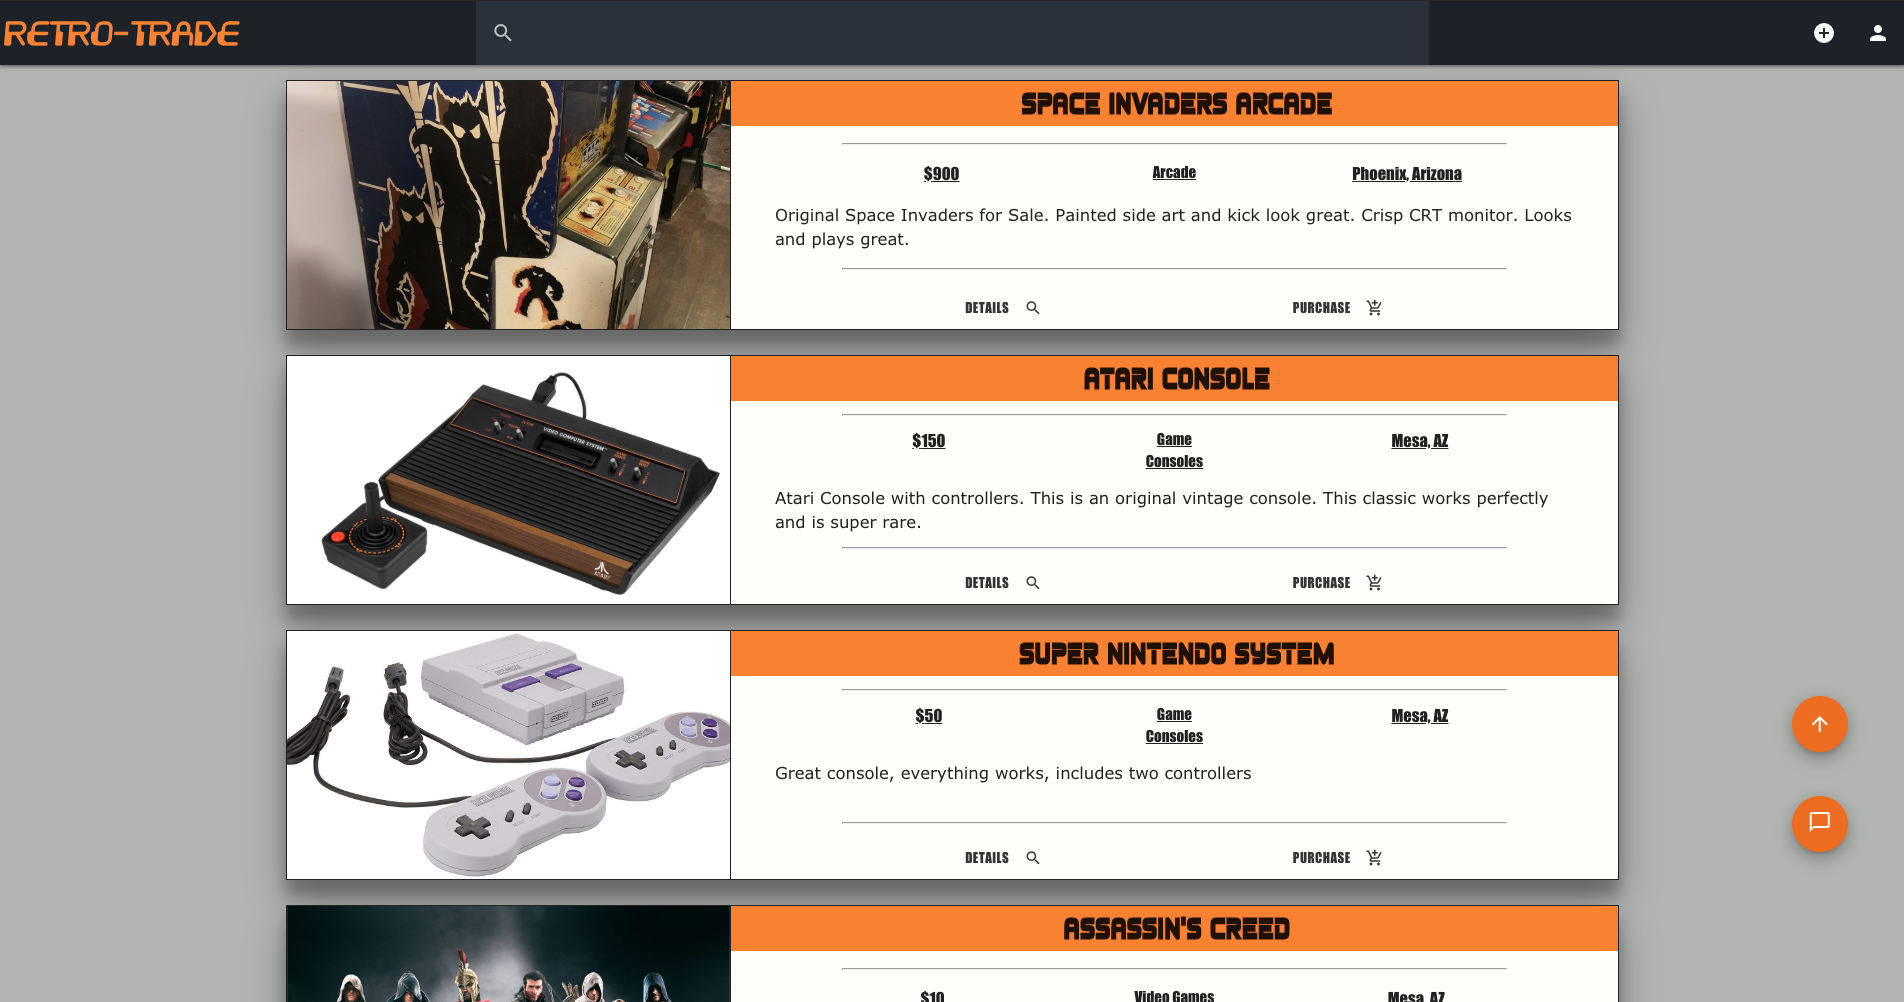 RETRO-TRADE
SPACE INVADERS ARCADE
$900
Arcade
Phoenix, Arizona
Original Space Invaders for Sale. Painted side art and kick look great. Crisp CRT monitor. Looks
and plays great.
DETAILS
PURCHASE
ATARI CONSOLE
VIDEO COMPUTER SYSTEM
ATARI
$150
Game
Consoles
Mesa, AZ
Atari Console with controllers. This is an original vintage console. This classic works perfectly
and is super rare.
DETAILS
PURCHASE
SUPER NINTENDO SYSTEM
$50
Game
Consoles
Mesa, AZ
Great console, everything works, includes two controllers
DETAILS
PURCHASE
ASSASSIN'S CREED
$10
Video Games
Mesa, AZ